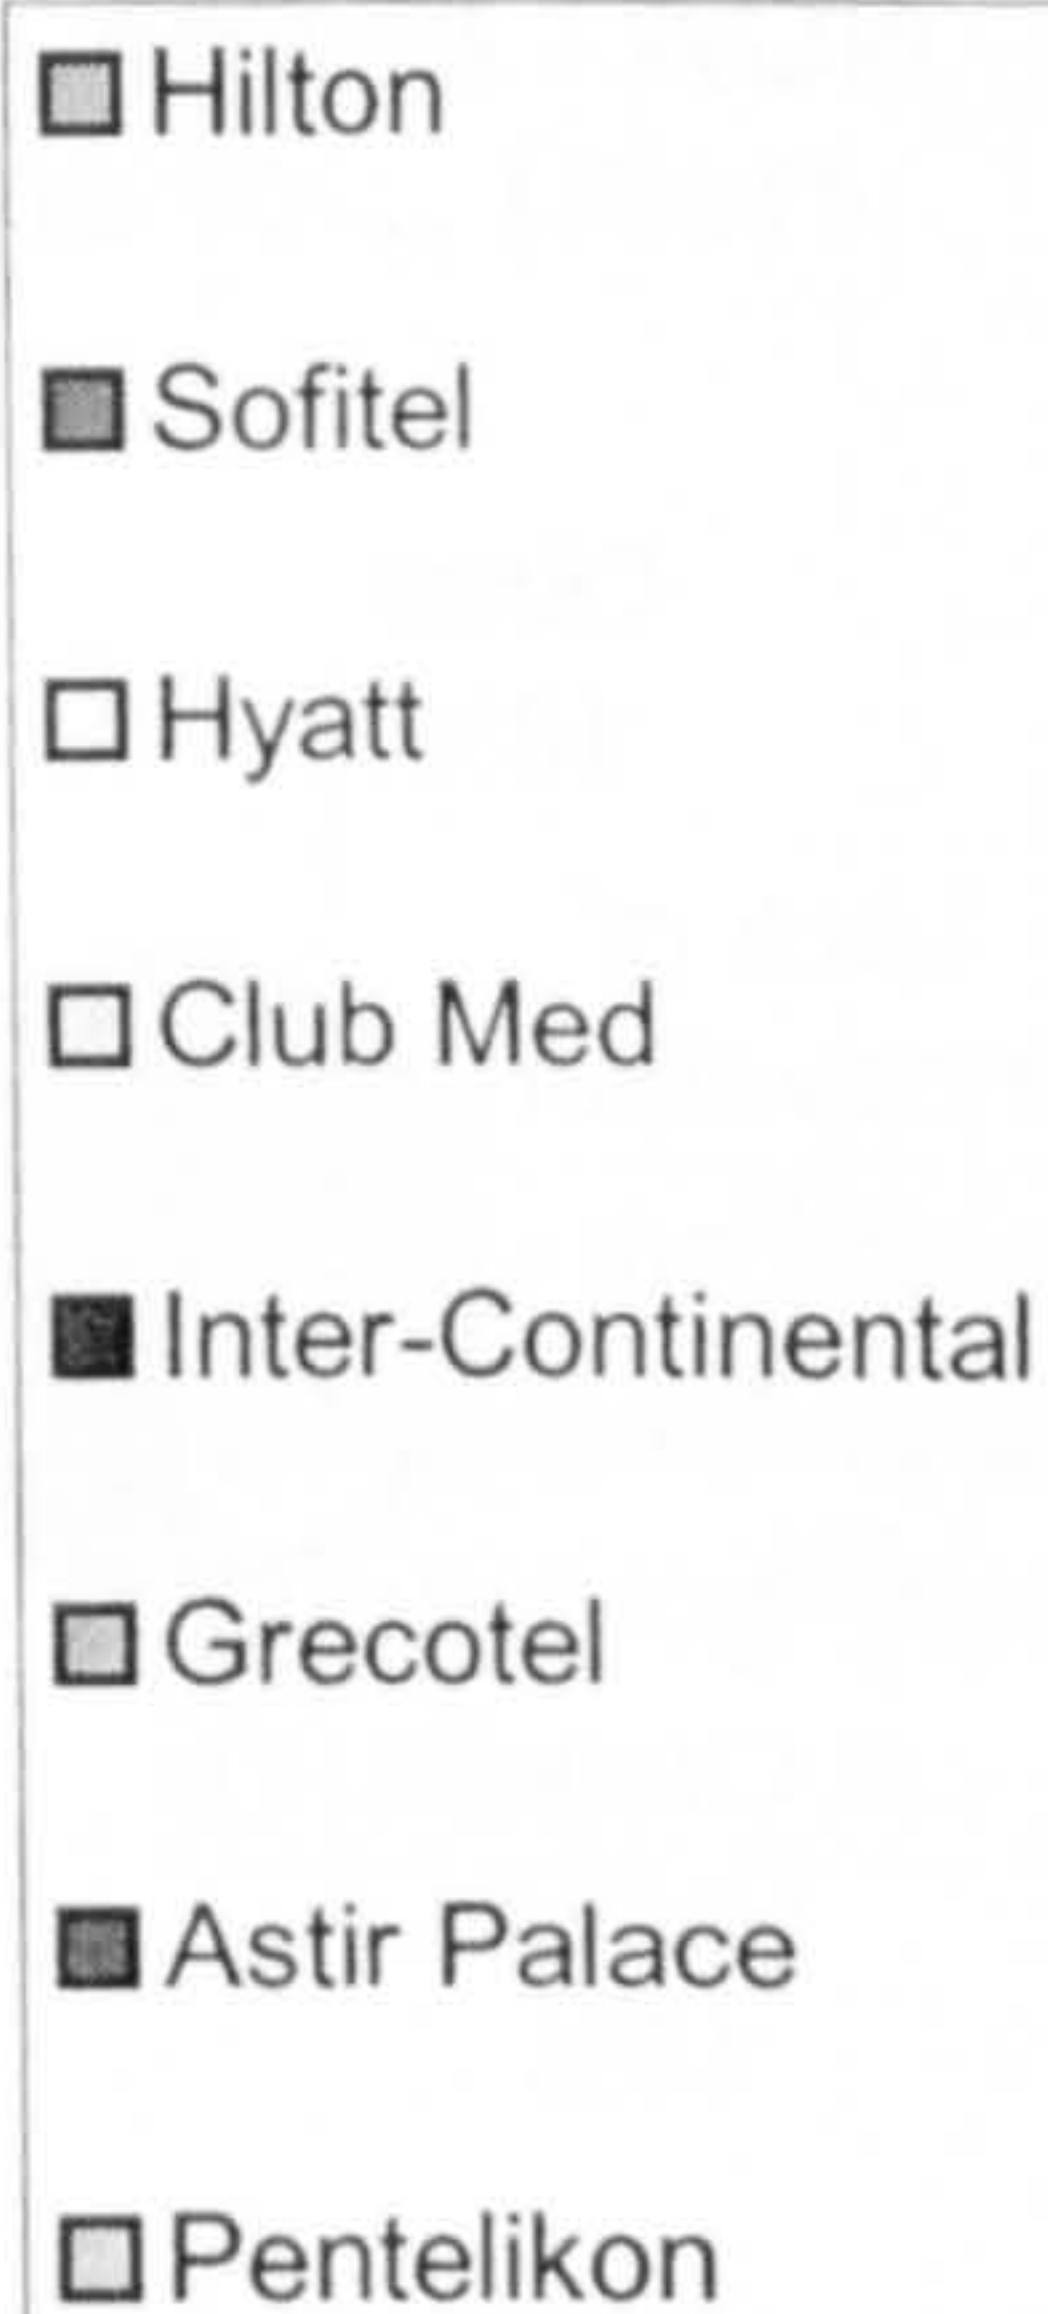 Hilton
Sofitel
Hyatt
Club Med
Inter-Continental
Grecotel
Astir Palace
Pentelikon